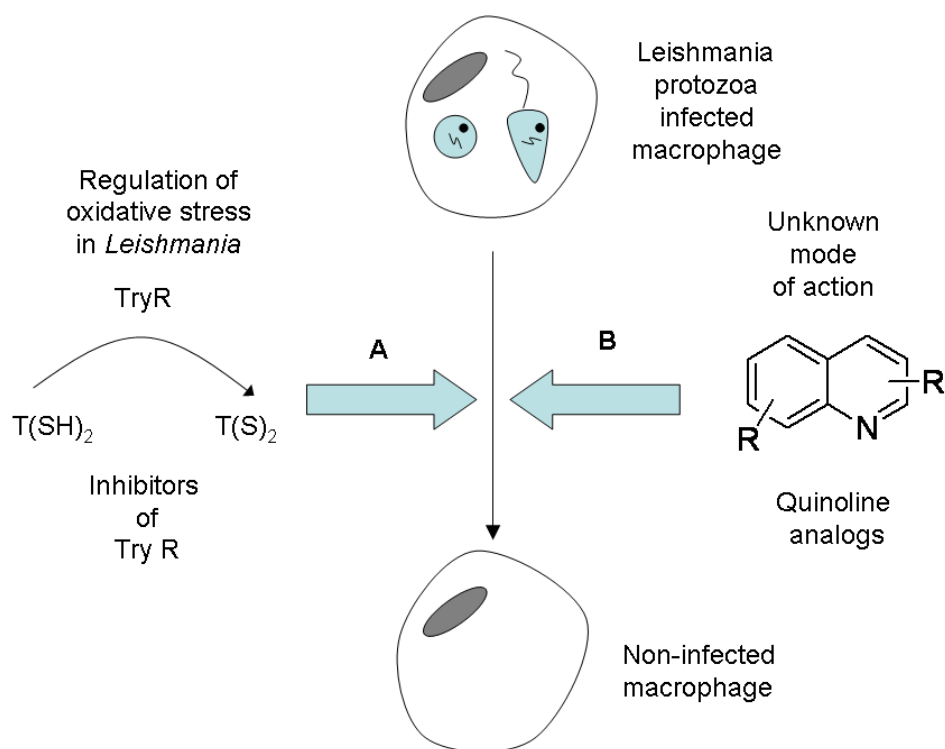 Leishmania
protozoa
infected
macrophage
Regulation of
oxidative stress
in Leishmania
TryR
T(SH)₂
T(S)₂
Inhibitors
of
Try R
A
B
Unknown
mode
of action
R
R
N
Quinoline
analogs
Non-infected
macrophage